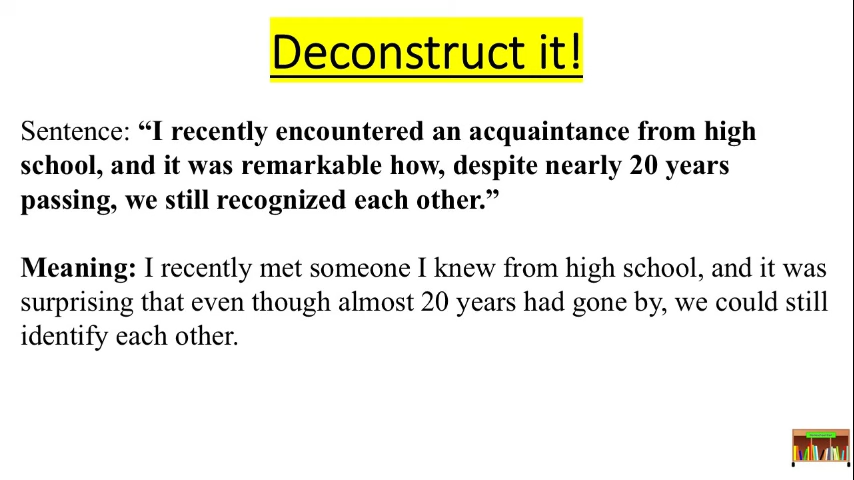 Deconstruct it!
Sentence: “I recently encountered an acquaintance from high
school, and it was remarkable how, despite nearly 20 years
passing, we still recognized each other.”
Meaning: I recently met someone I knew from high school, and it was
surprising that even though almost 20 years had gone by, we could still
identify each other.